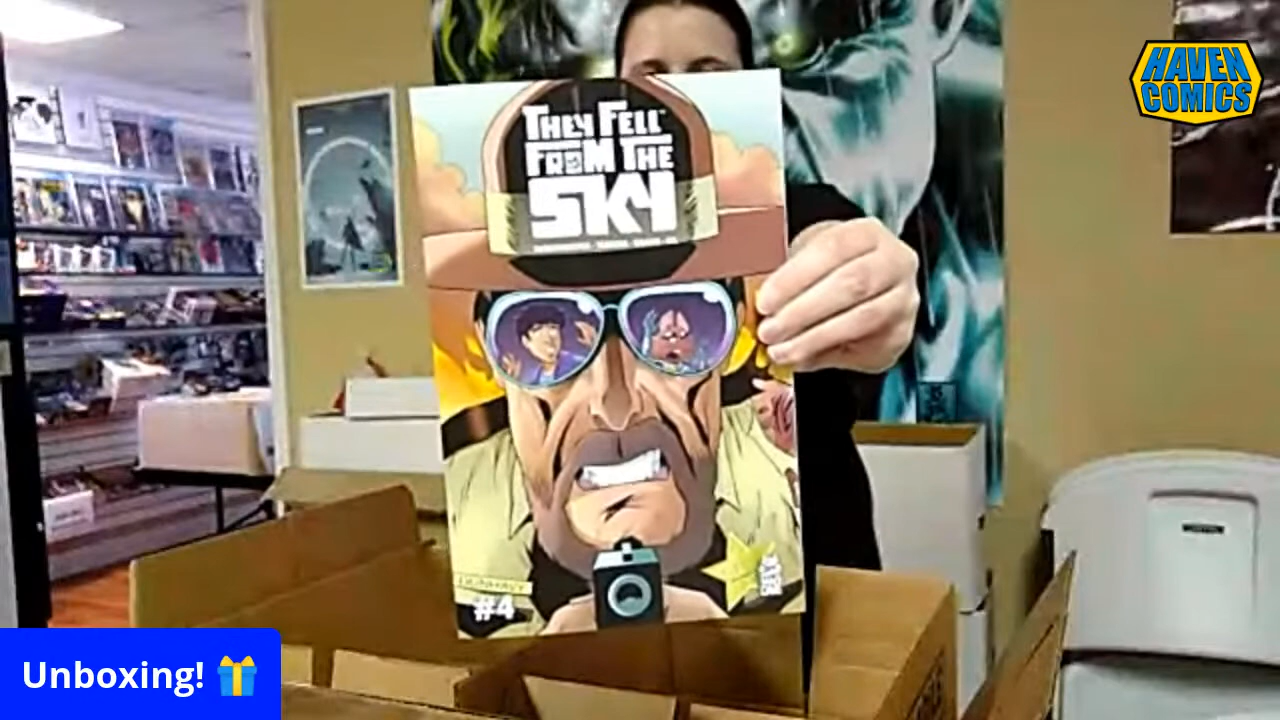 HAVEN
COMICS
THEY FELL
FROM THE
SKY
#4
Unboxing!